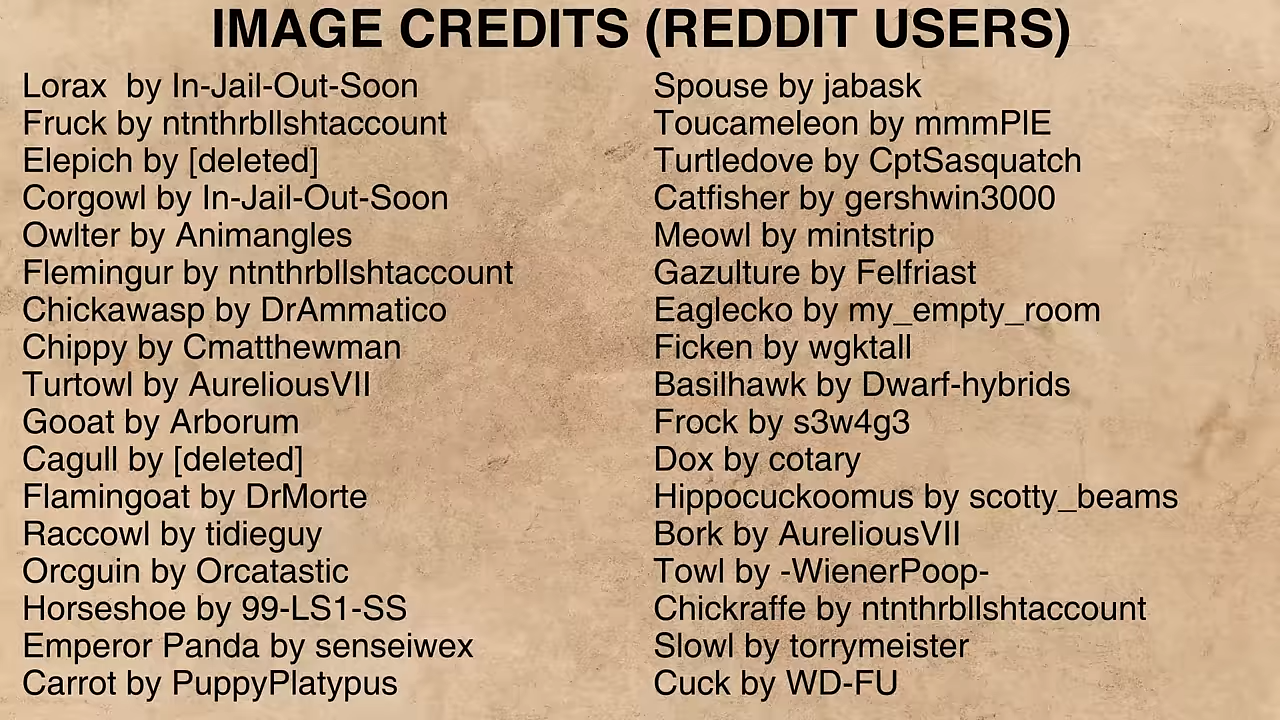 IMAGE CREDITS (REDDIT USERS)
Lorax  by In-Jail-Out-Soon
Fruck by ntnthrbllshtaccount
Elepich by [deleted]
Corgowl by In-Jail-Out-Soon
Owlter by Animangles
Flemingur by ntnthrbllshtaccount
Chickawasp by DrAmmatico
Chippy by Cmatthewman
Turtowl by AureliousVII
Gooat by Arborum
Cagull by [deleted]
Flamingoat by DrMorte
Raccowl by tidieguy
Orcguin by Orcatastic
Horseshoe by 99-LS1-SS
Emperor Panda by senseiwex
Carrot by PuppyPlatypus
Spouse by jabask
Toucameleon by mmmPIE
Turtledove by CptSasquatch
Catfisher by gershwin3000
Meowl by mintstrip
Gazulture by Felfriast
Eaglecko by my_empty_room
Ficken by wgktall
Basilhawk by Dwarf-hybrids
Frock by s3w4g3
Dox by cotary
Hippocuckoomus by scotty_beams
Bork by AureliousVII
Towl by -WienerPoop-
Chickraffe by ntnthrbllshtaccount
Slowl by torrymeister
Cuck by WD-FU